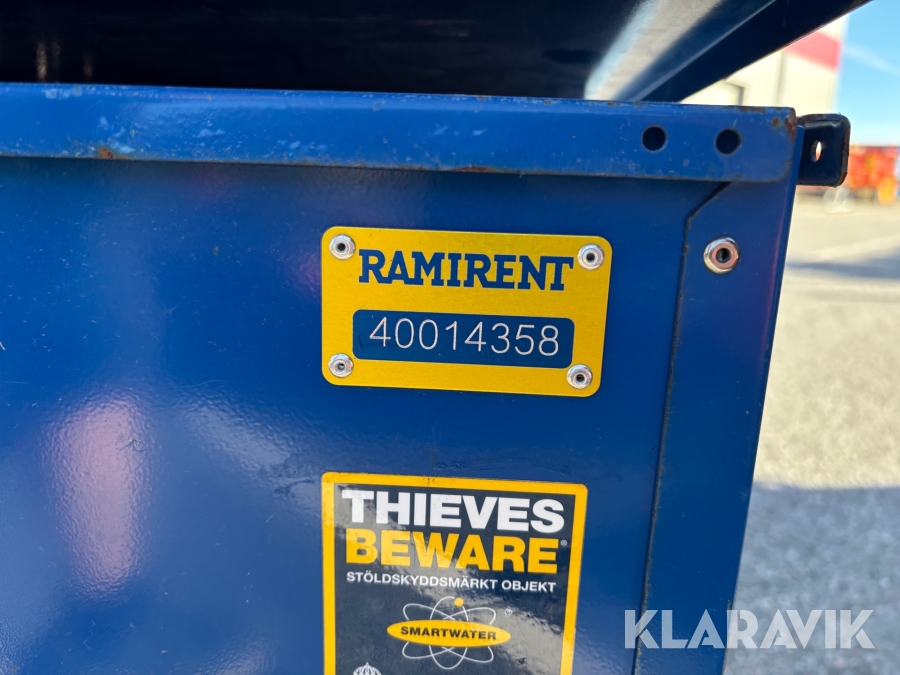 RAMIRENT
40014358
THIEVES
BEWARE®
STÖLDSKYDDSMÄRKT OBJEKT
®
SMARTWATER
KLARAVIK